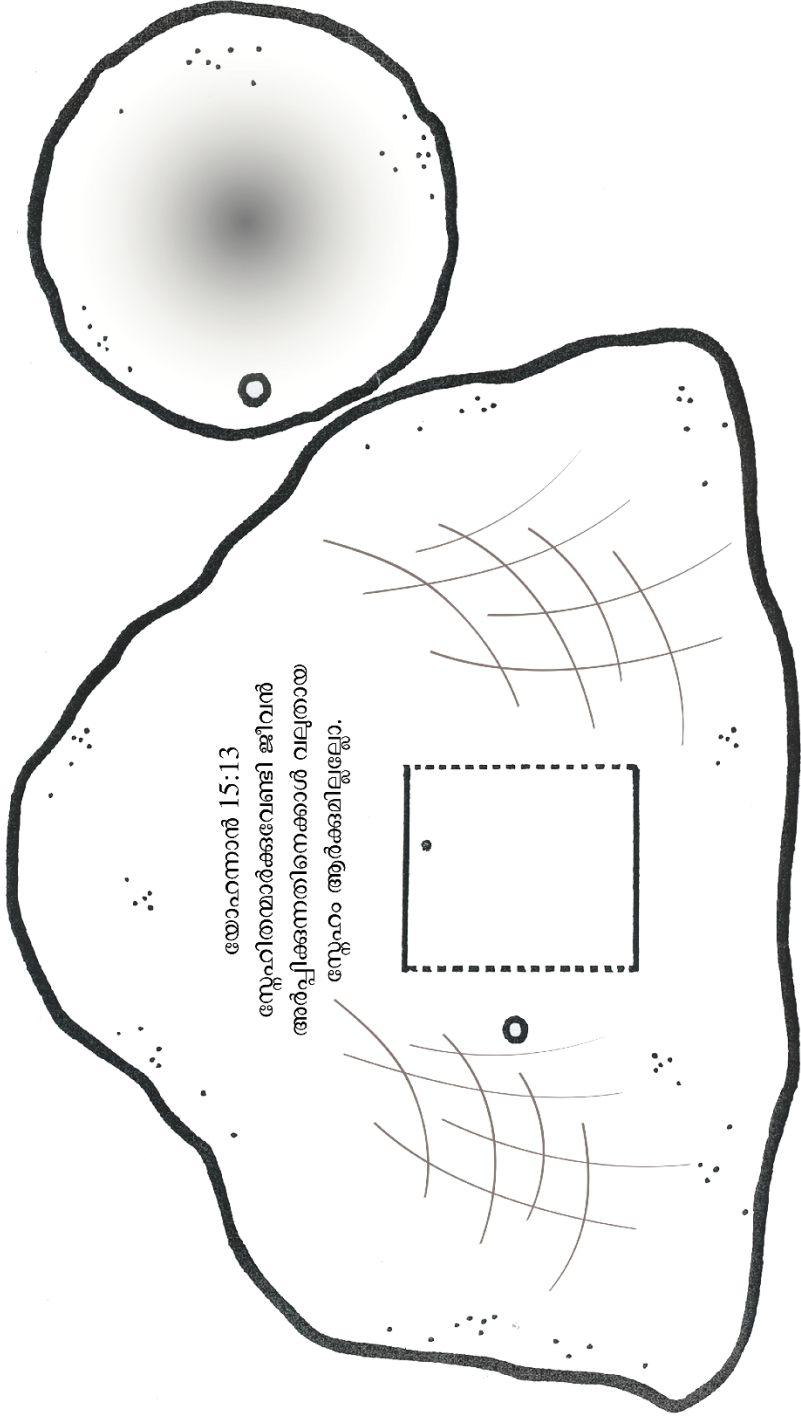 യോഹന്നാൻ 15:13
സ്നേഹിതന്മാർക്കുവേണ്ടി ജീവൻ
അർപ്പിക്കുന്നതിനെക്കാൾ വലുതായ
സ്നേഹം ആർക്കുമില്ലല്ലോ.